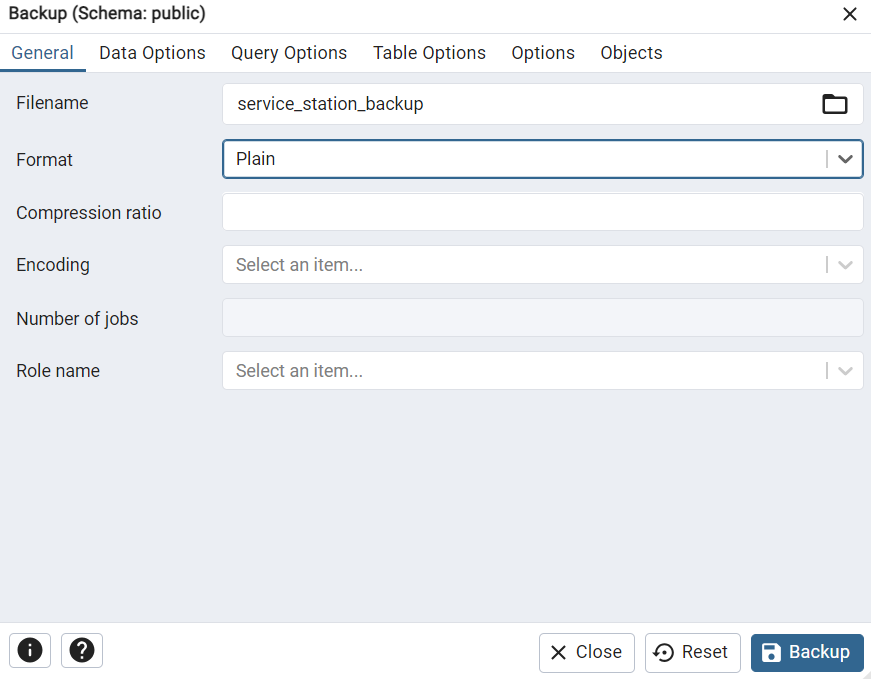 Backup (Schema: public)
General Data Options Query Options Table Options Options Objects
Filename service_station_backup
Format Plain
Compression ratio
Encoding Select an item...
Number of jobs
Role name Select an item...
Close Reset Backup